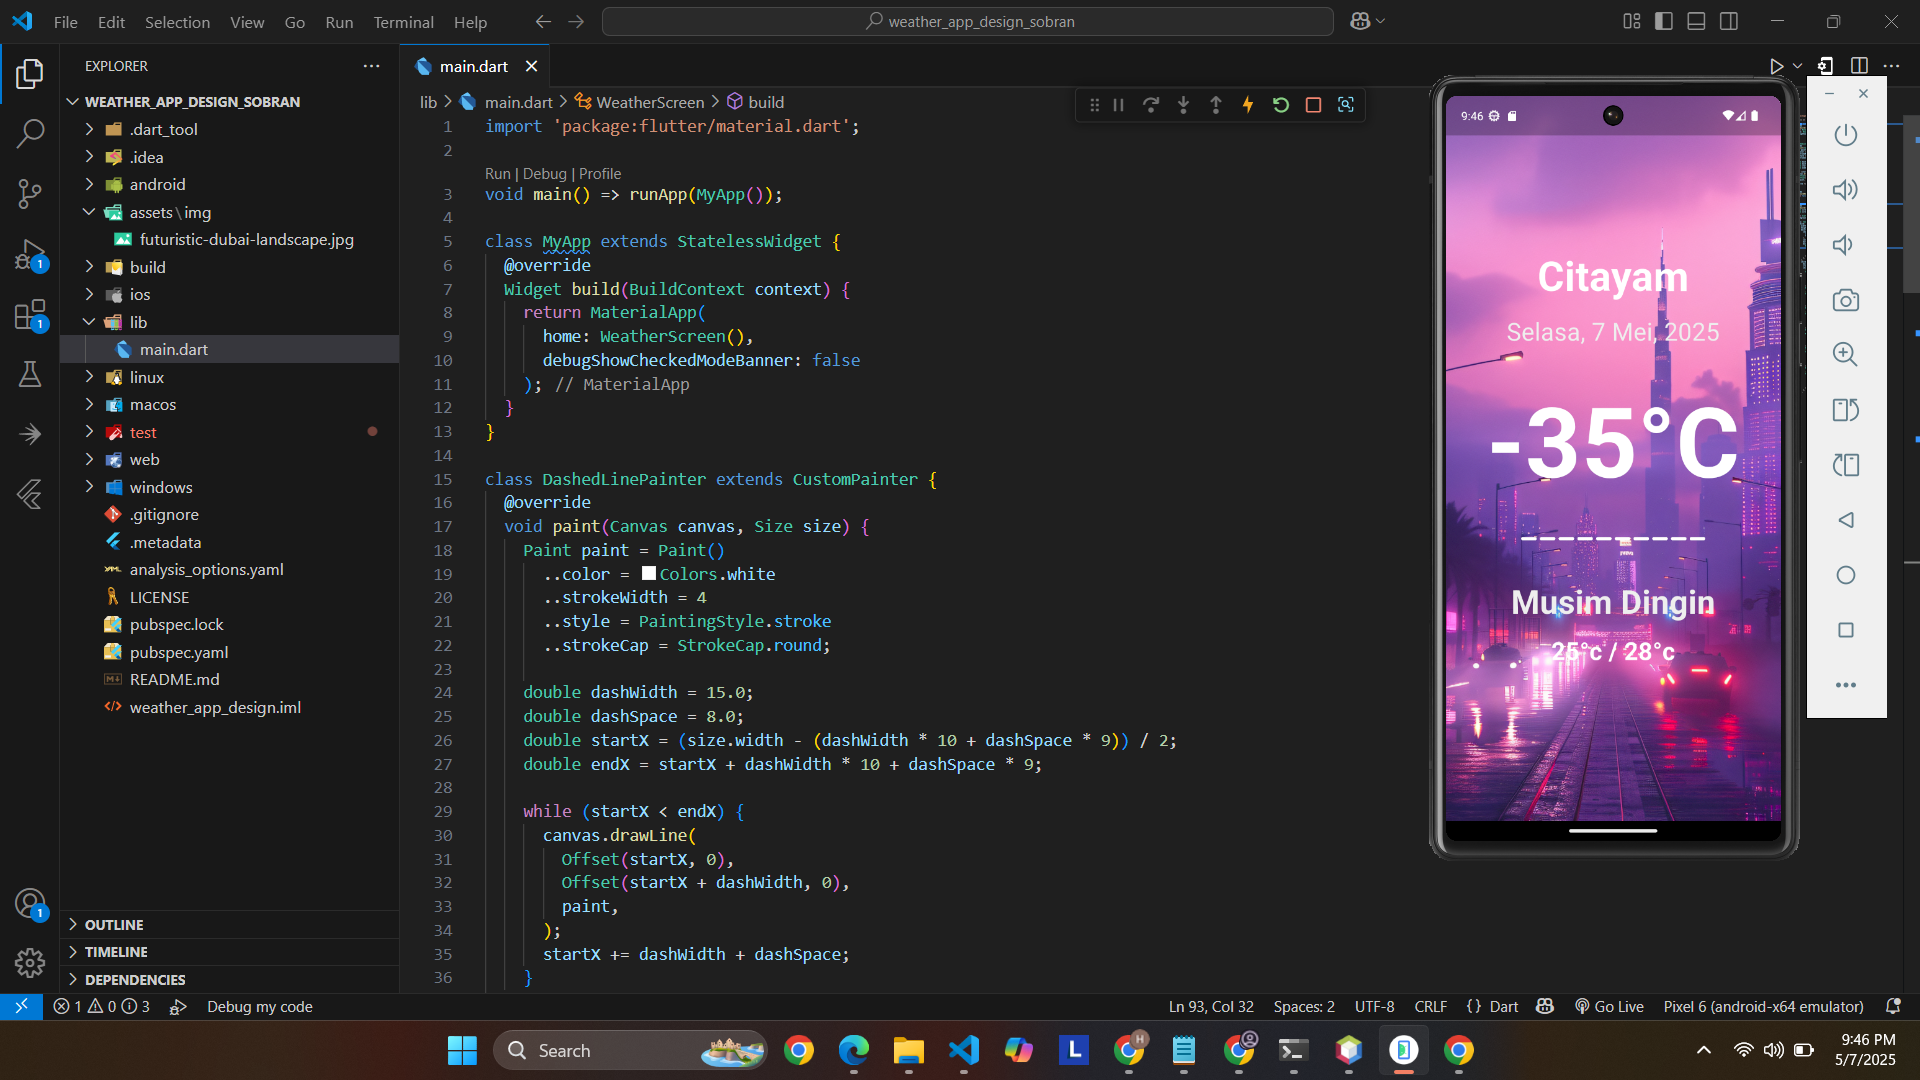 File Edit Selection View Go Run Terminal Help
weather_app_design_sobran
EXPLORER
WEATHER_APP_DESIGN_SOBRAN
.dart_tool
.idea
android
assets\img
futuristic-dubai-landscape.jpg
build
ios
lib
main.dart
linux
macos
test
web
windows
.gitignore
.metadata
analysis_options.yaml
LICENSE
pubspec.lock
pubspec.yaml
README.md
weather_app_design.iml
OUTLINE
TIMELINE
DEPENDENCIES
1
1
1
main.dart
lib > main.dart > WeatherScreen > build
1 import 'package:flutter/material.dart';
2
Run | Debug | Profile
3 void main() => runApp(MyApp());
4
5 class MyApp extends StatelessWidget {
6 @override
7 Widget build(BuildContext context) {
8 return MaterialApp(
9 home: WeatherScreen(),
10 debugShowCheckedModeBanner: false
11 ); // MaterialApp
12 }
13 }
14
15 class DashedLinePainter extends CustomPainter {
16 @override
17 void paint(Canvas canvas, Size size) {
18 Paint paint = Paint()
19 ..color = Colors.white
20 ..strokeWidth = 4
21 ..style = PaintingStyle.stroke
22 ..strokeCap = StrokeCap.round;
23
24 double dashWidth = 15.0;
25 double dashSpace = 8.0;
26 double startX = (size.width - (dashWidth * 10 + dashSpace * 9)) / 2;
27 double endX = startX + dashWidth * 10 + dashSpace * 9;
28
29 while (startX < endX) {
30 canvas.drawLine(
31 Offset(startX, 0),
32 Offset(startX + dashWidth, 0),
33 paint,
34 );
35 startX += dashWidth + dashSpace;
36 }
9:46
Citayam
Selasa, 7 Mei, 2025
-35°C
Musim Dingin
-25°c / 28°c
1 0 3 Debug my code
Ln 93, Col 32 Spaces: 2 UTF-8 CRLF {} Dart Go Live Pixel 6 (android-x64 emulator)
Search
L
H
9:46 PM
5/7/2025